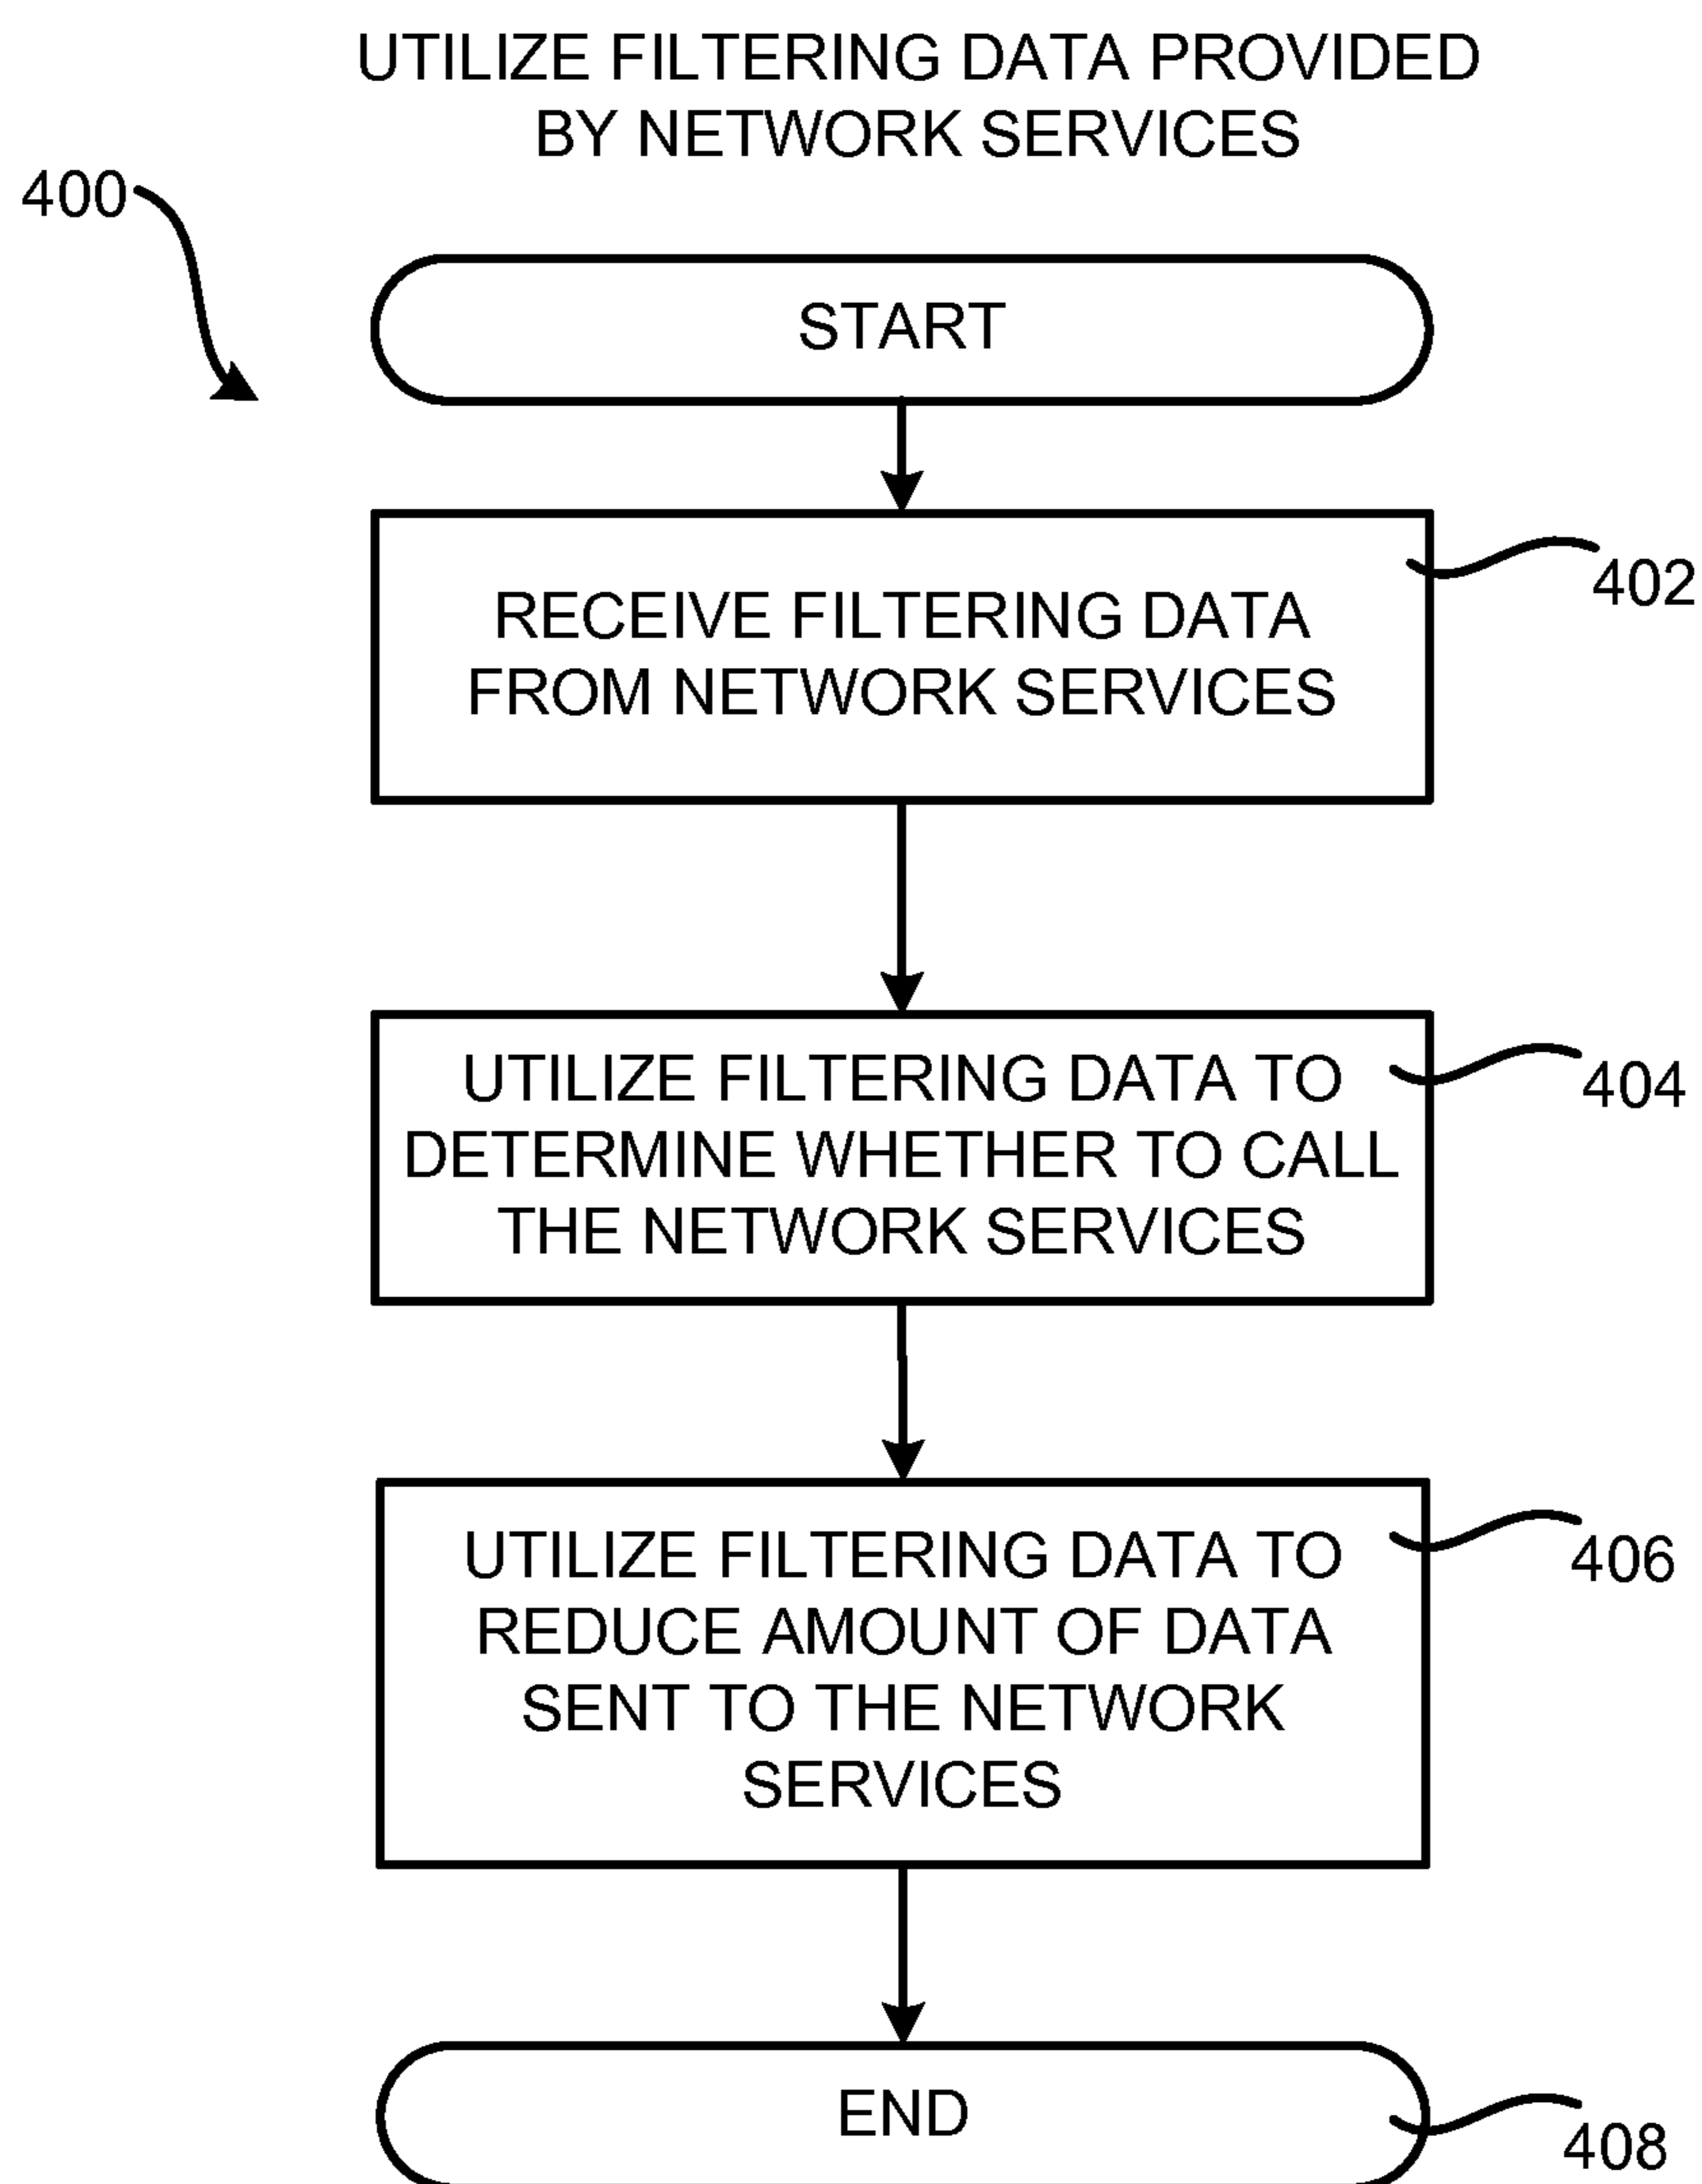 UTILIZE FILTERING DATA PROVIDED
BY NETWORK SERVICES
400
START
RECEIVE FILTERING DATA
FROM NETWORK SERVICES
402
UTILIZE FILTERING DATA TO
DETERMINE WHETHER TO CALL
THE NETWORK SERVICES
404
UTILIZE FILTERING DATA TO
REDUCE AMOUNT OF DATA
SENT TO THE NETWORK
SERVICES
406
END
408